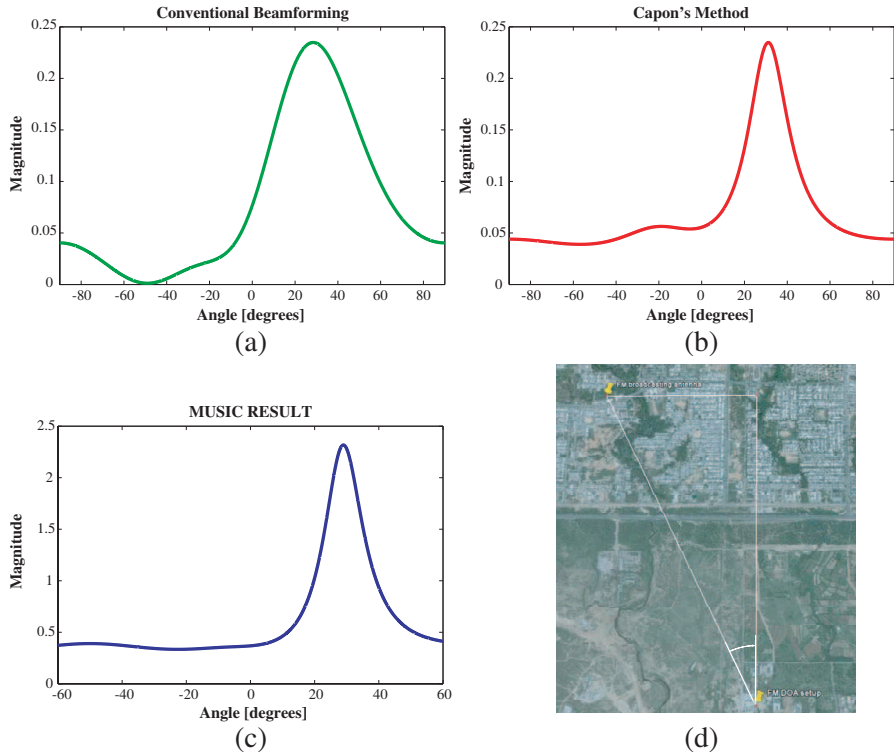 Conventional Beamforming
0.25
0.2
0.15
0.1
0.05
0
Magnitude
-80 -60 -40 -20 0 20 40 60 80
Angle [degrees]
(a)
Capon's Method
0.25
0.2
0.15
0.1
0.05
0
Magnitude
-80 -60 -40 -20 0 20 40 60 80
Angle [degrees]
(b)
MUSIC RESULT
2.5
2
1.5
1
0.5
0
Magnitude
-60 -40 -20 0 20 40 60
Angle [degrees]
(c)
FM broadcasting antenna
FM DOA setup
(d)